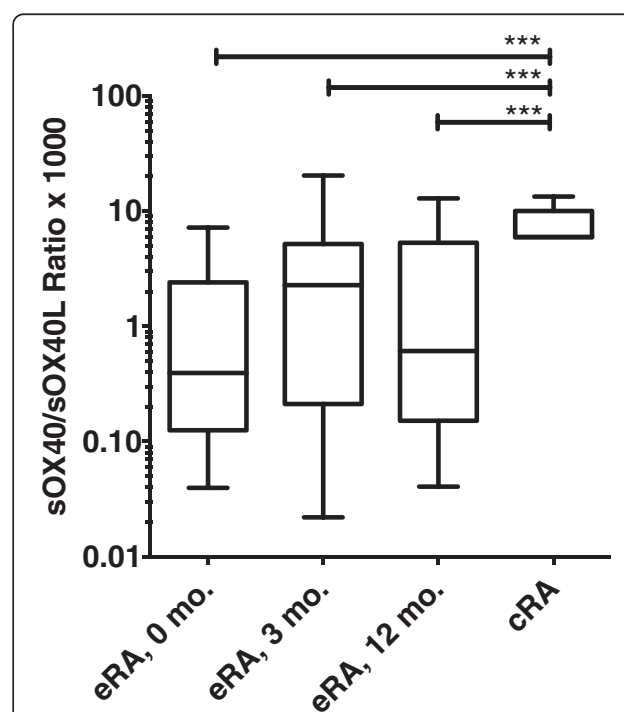 ***
***
***
100
10
1
0.10
0.01
sOX40/sOX40L Ratio x 1000
eRA, 0 mo.
eRA, 3 mo.
eRA, 12 mo.
cRA